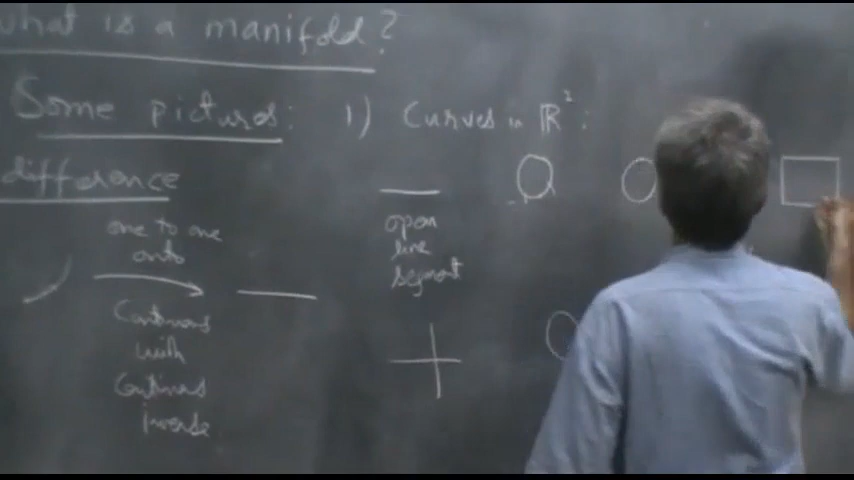 What is a manifold?
Some pictures: 1) Curves in ℝ²:
difference
one to one
onto
Continuous
with
Continuous
inverse
open
line
segment